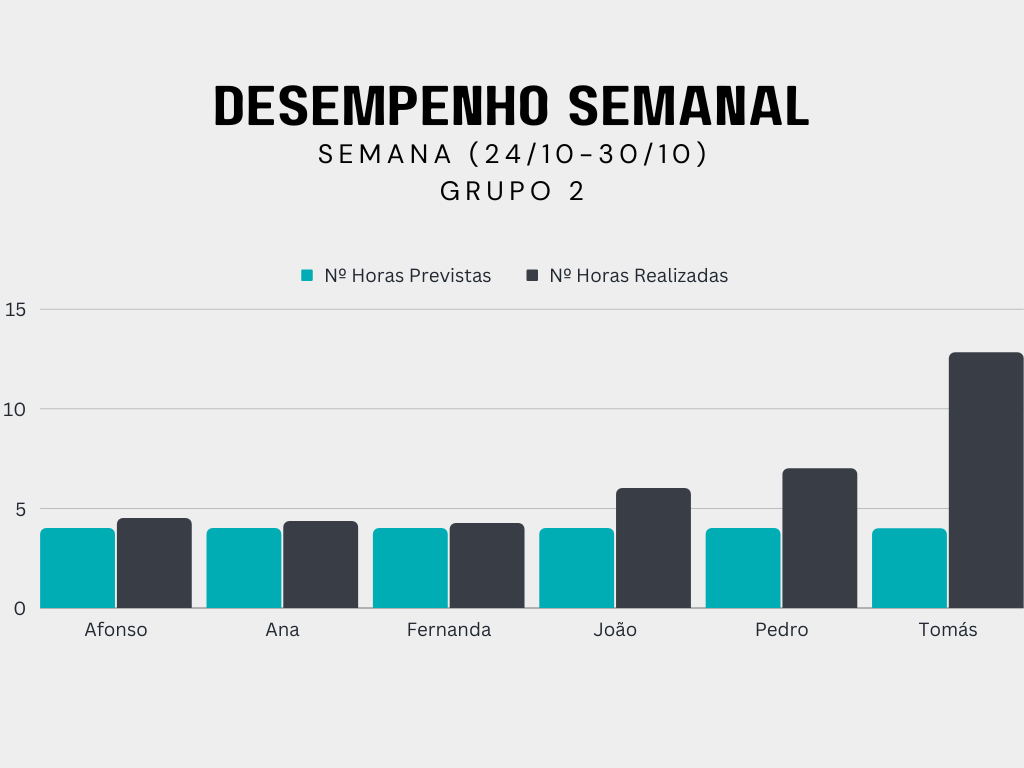 DESEMPENHO SEMANAL
SEMANA (24/10-30/10)
GRUPO 2
Nº Horas Previstas Nº Horas Realizadas
15
10
5
0
Afonso Ana Fernanda João Pedro Tomás